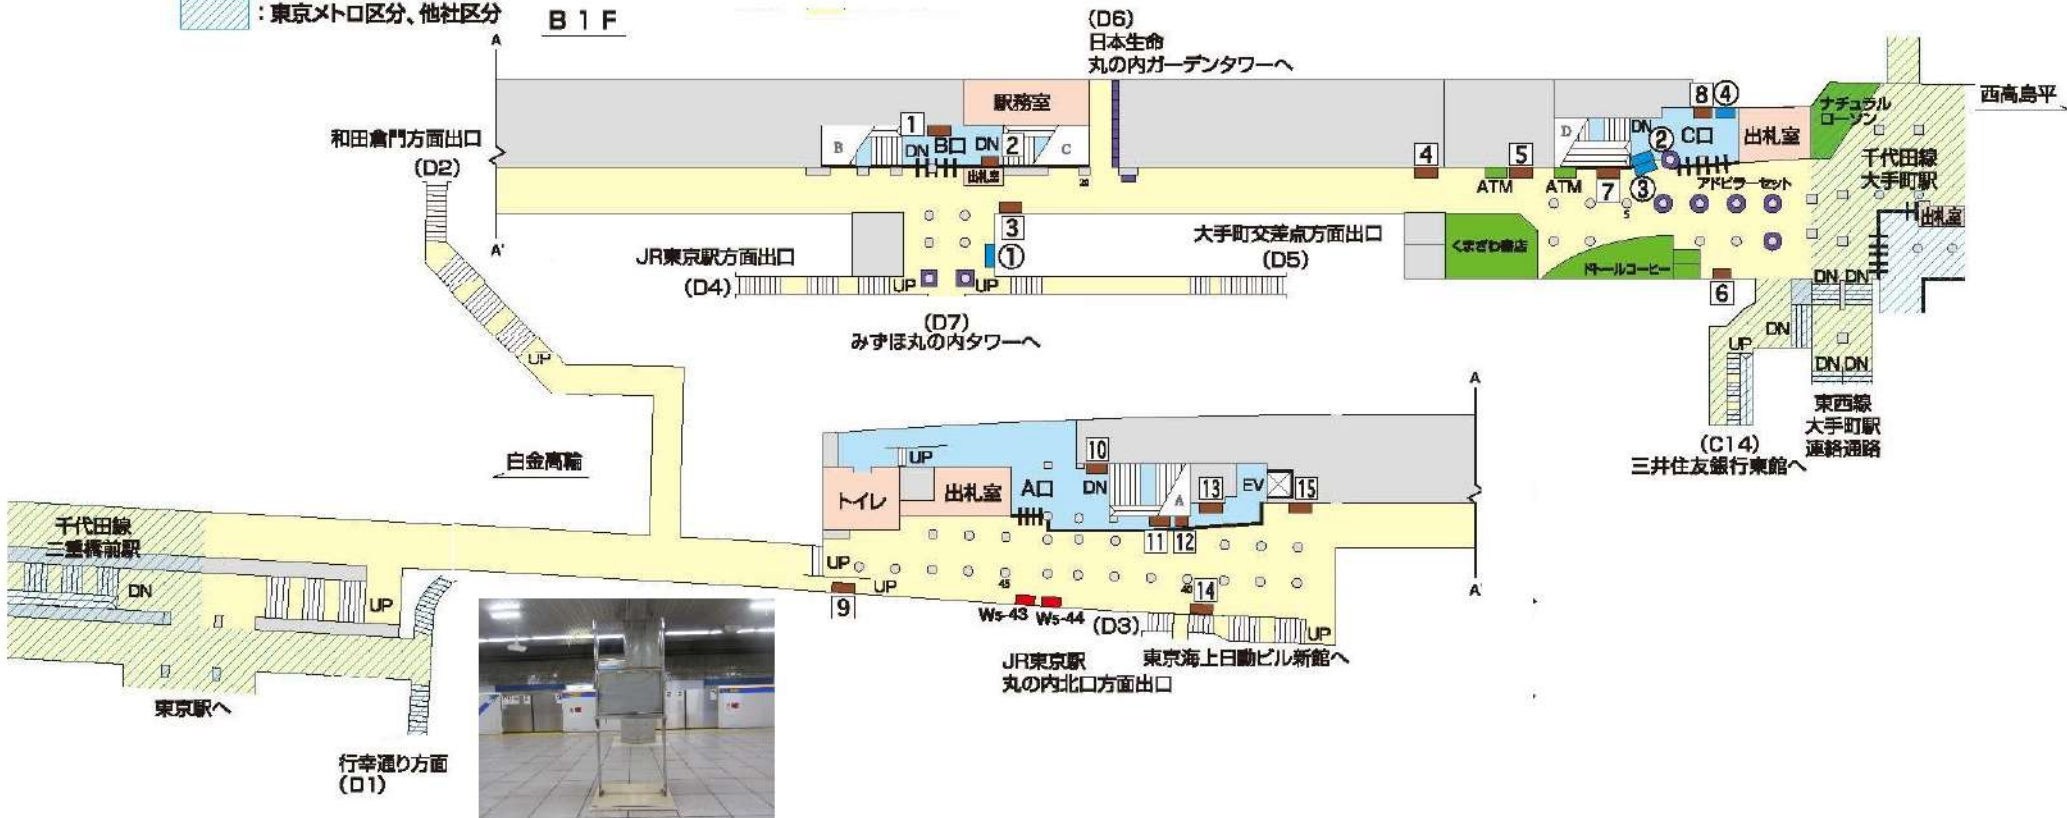 ：東京メトロ区分、他社区分
B1F
(D6)
日本生命
丸の内ガーデンタワーへ
A
西高島平
和田倉門方面出口
(D2)
駅務室
1
B口
DN
DN
2
B
C
出札室
4
ATM
5
ATM
7
D
DN
②
C口
8
④
出札室
ナチュラル
ローソン
千代田線
大手町駅
③
アドピラーセット
5
出札室
A'
3
①
JR東京駅方面出口
(D4)
UP
UP
大手町交差点方面出口
(D5)
くまざわ書店
ドトールコーヒー
6
DN
DN
(D7)
みずほ丸の内タワーへ
UP
DN
UP
DN
DN
東西線
大手町駅
連絡通路
(C14)
三井住友銀行東館へ
白金高輪
A
UP
10
トイレ
出札室
A口
DN
A
13
EV
15
11
12
千代田線
二重橋前駅
DN
UP
UP
UP
9
45
40
14
Ws-43
Ws-44
(D3)
UP
A'
JR東京駅
丸の内北口方面出口
東京海上日動ビル新館へ
東京駅へ
行幸通り方面
(D1)